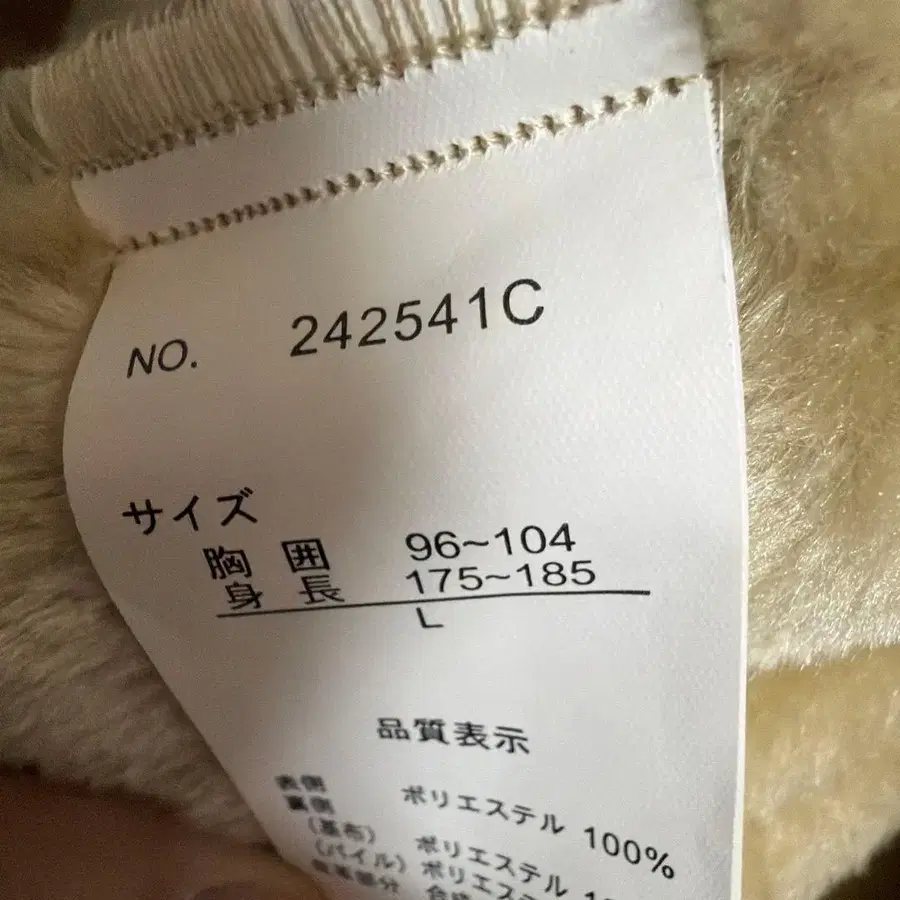 NO. 242541C
サイズ
胸囲 96~104
身長 175~185
L
品質表示
表側 ポリエステル 100%
裏側
(基布) ポリエステル
(パイル) ポリエステル